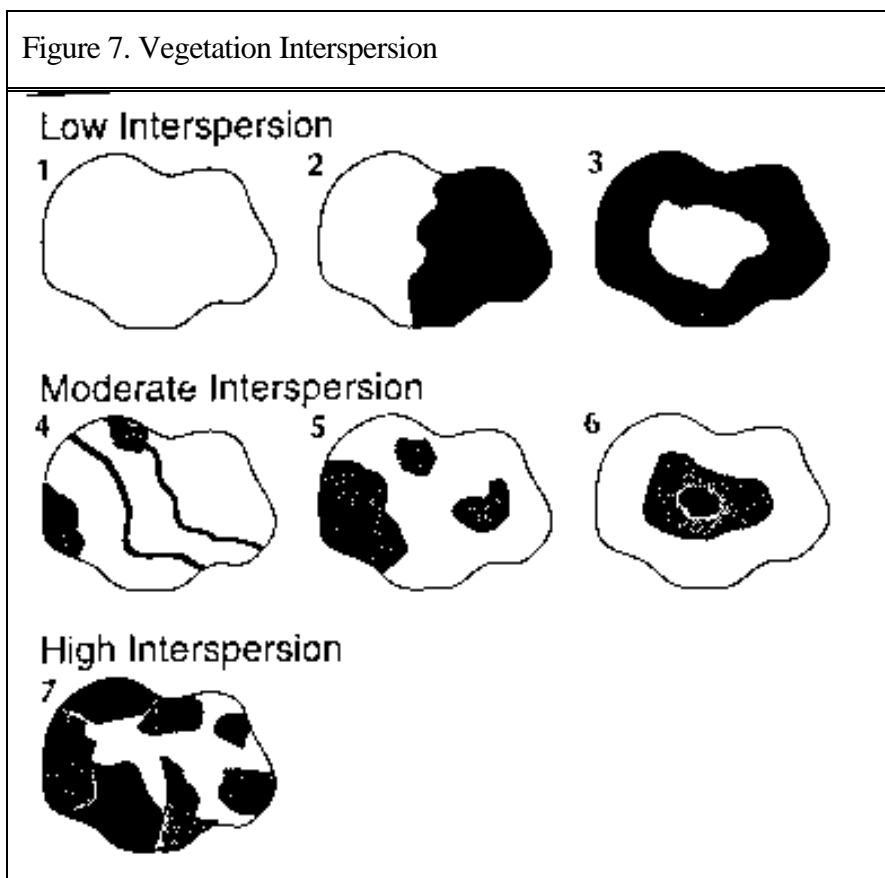 Figure 7. Vegetation Interspersion
Low Interspersion
1 2 3
Moderate Interspersion
4 5 6
High Interspersion
7